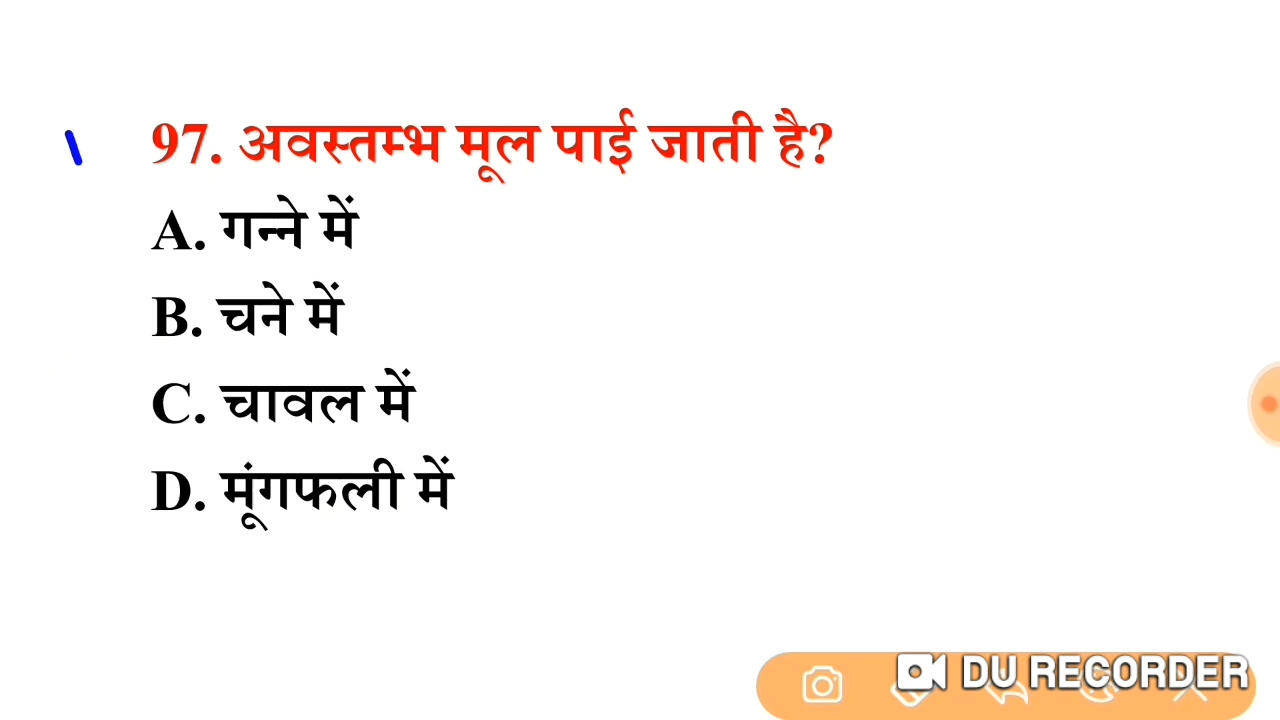 97. अवस्तम्भ मूल पाई जाती है?
A. गन्ने में
B. चने में
C. चावल में
D. मूंगफली में
DU RECORDER